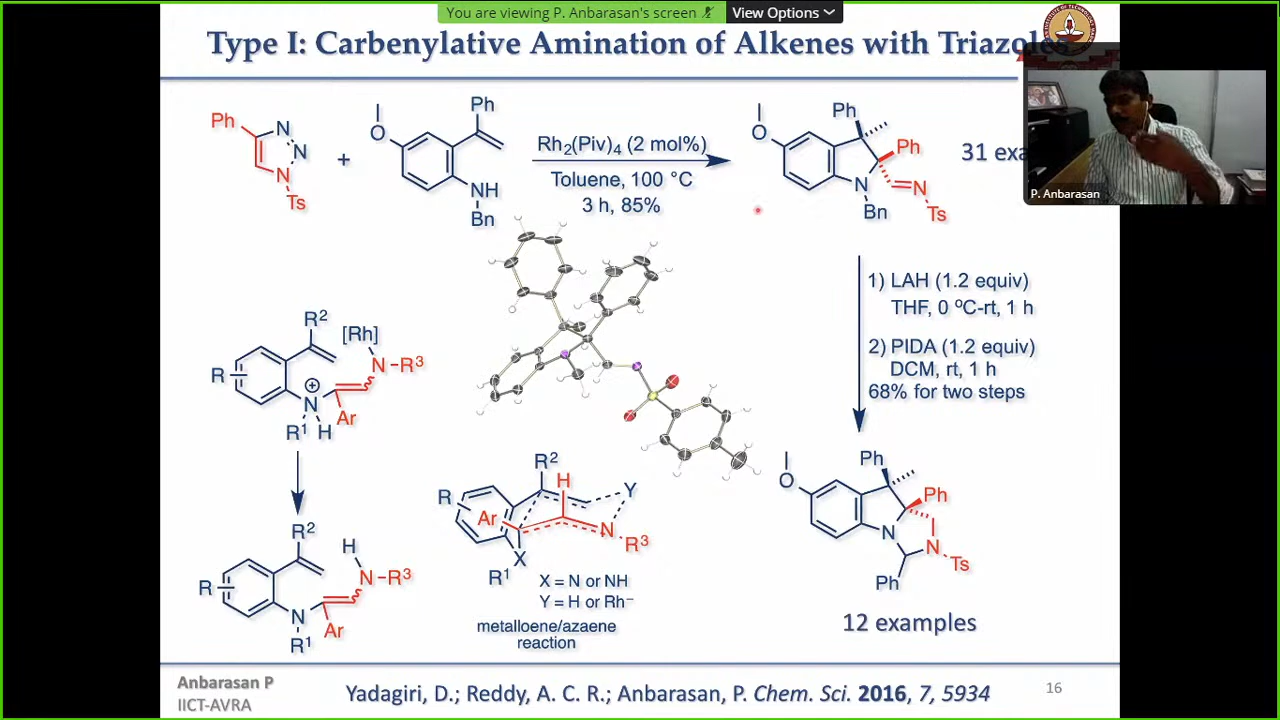 You are viewing P. Anbarasan's screen
View Options
Type I: Carbenylative Amination of Alkenes with Triazoles
Ph
N
N
N
Ts
+
O
Ph
NH
Bn
Rh2(Piv)4 (2 mol%)
Toluene, 100 °C
3 h, 85%
O
Ph
Ph
N
N
Bn
Ts
31 exa
P. Anbarasan
1) LAH (1.2 equiv)
THF, 0 ºC-rt, 1 h
2) PIDA (1.2 equiv)
DCM, rt, 1 h
68% for two steps
R2
[Rh]
R
N-R3
+
N
Ar
R1
H
R2
H
R
N-R3
N
Ar
R1
R2
H
Y
R
Ar
N
R3
X
R1
X = N or NH
Y = H or Rh−
metalloene/azaene
reaction
Ph
O
Ph
N
N
Ts
Ph
12 examples
Anbarasan P
IICT-AVRA
Yadagiri, D.; Reddy, A. C. R.; Anbarasan, P. Chem. Sci. 2016, 7, 5934
16